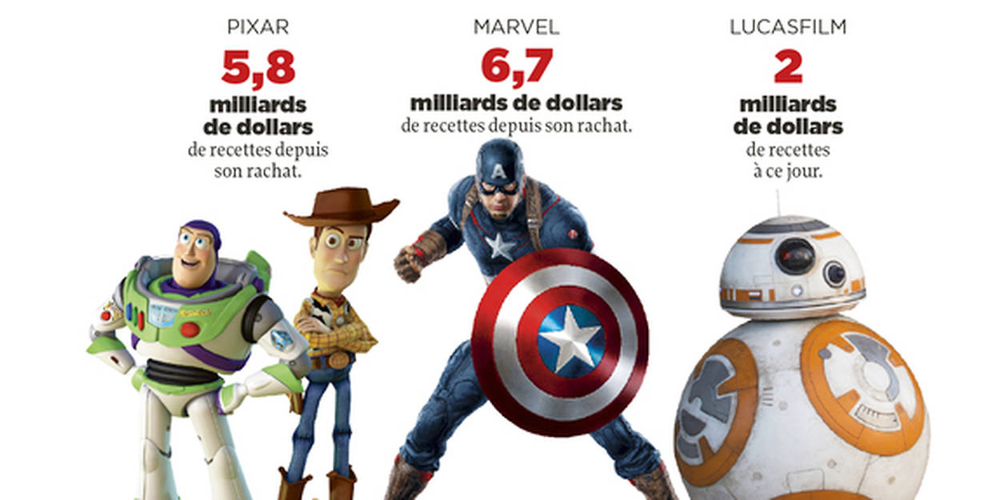 PIXAR
5,8
milliards
de dollars
de recettes depuis
son rachat.
MARVEL
6,7
milliards de dollars
de recettes depuis son rachat.
A
LUCASFILM
2
milliards
de dollars
de recettes
à ce jour.